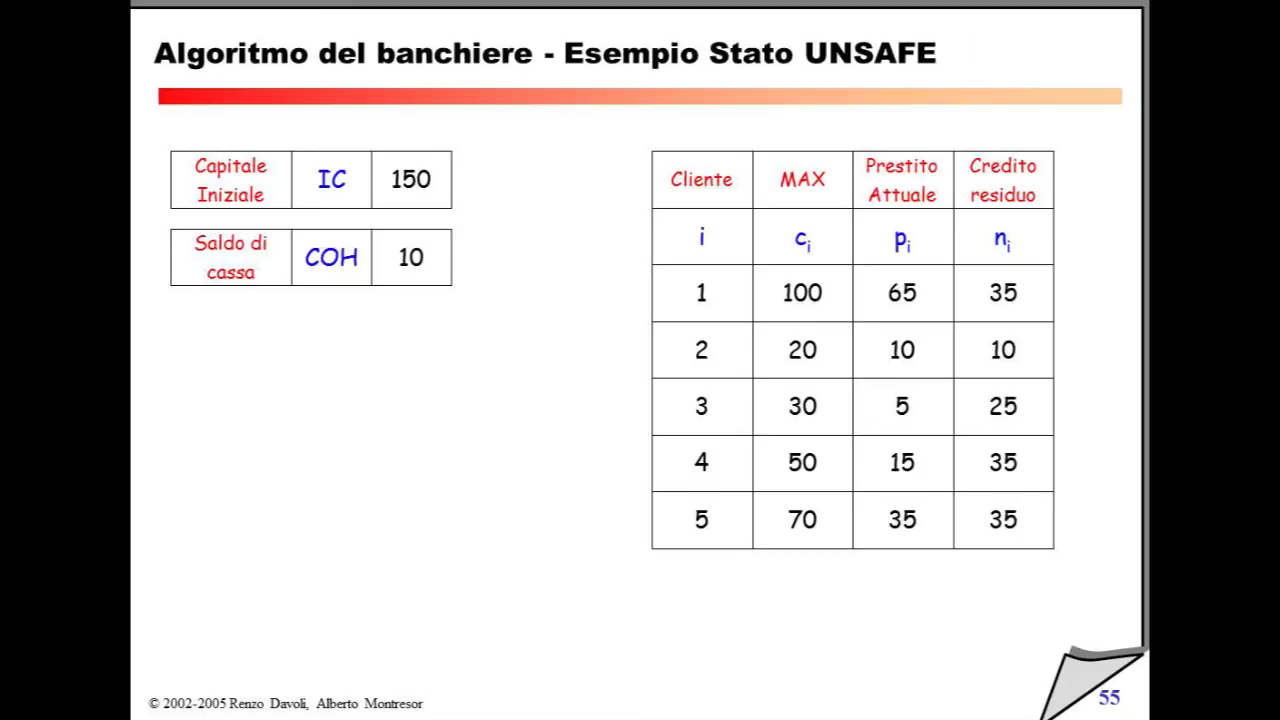 Algoritmo del banchiere - Esempio Stato UNSAFE
Capitale Iniziale IC 150
Saldo di cassa COH 10
Cliente MAX Prestito Attuale Credito residuo
i ci pi ni
1 100 65 35
2 20 10 10
3 30 5 25
4 50 15 35
5 70 35 35
© 2002-2005 Renzo Davoli, Alberto Montresor
55